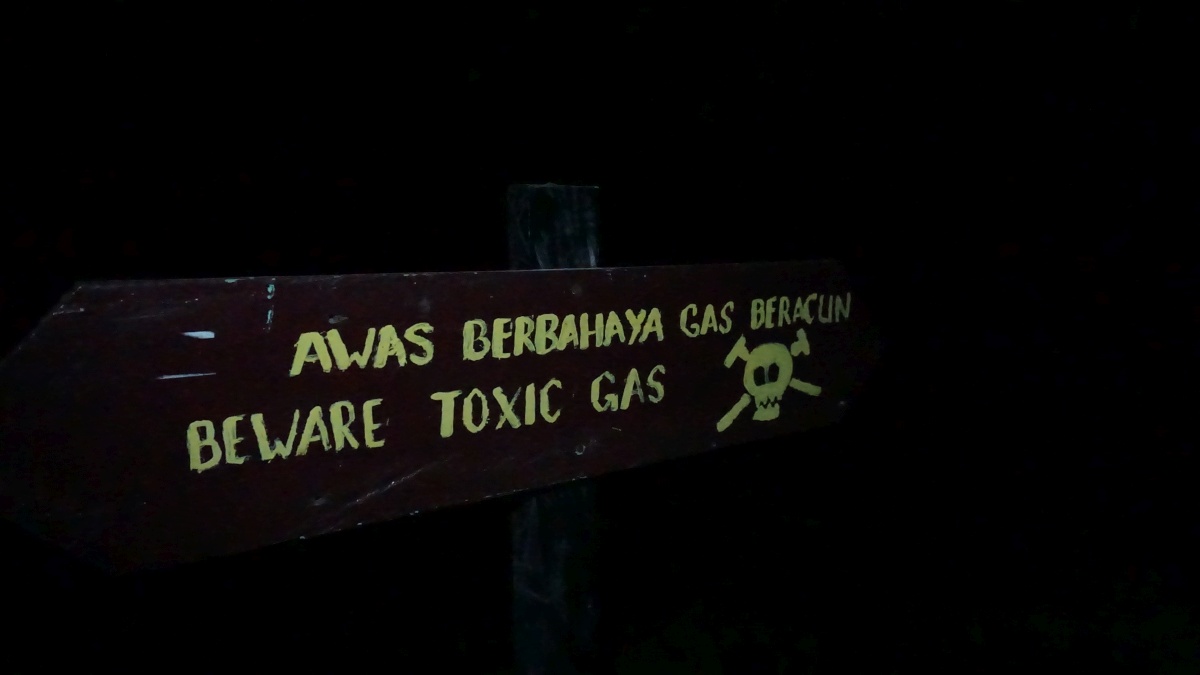 AWAS BERBAHAYA GAS BERACUN
BEWARE TOXIC GAS